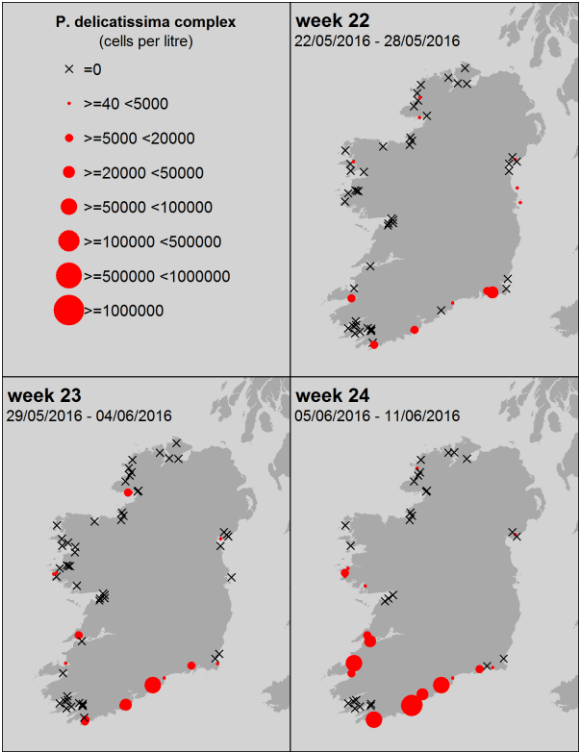 P. delicatissima complex
(cells per litre)
=0
>=40 <5000
>=5000 <20000
>=20000 <50000
>=50000 <100000
>=100000 <500000
>=500000 <1000000
>=1000000
week 22
22/05/2016 - 28/05/2016
week 23
29/05/2016 - 04/06/2016
week 24
05/06/2016 - 11/06/2016